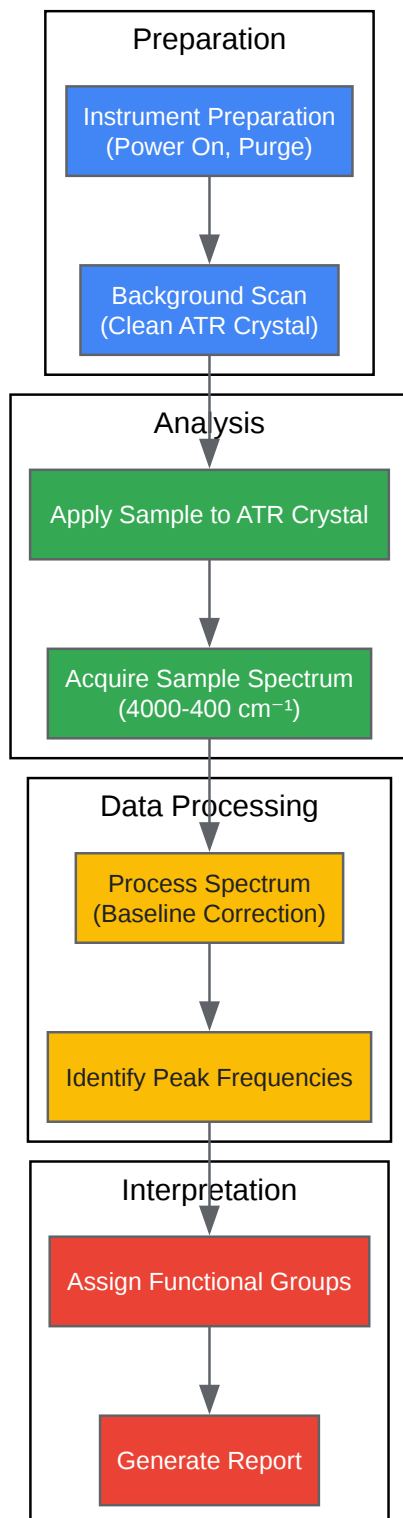 Preparation
Instrument Preparation
(Power On, Purge)
Background Scan
(Clean ATR Crystal)
Analysis
Apply Sample to ATR Crystal
Acquire Sample Spectrum
(4000-400 cm⁻¹)
Data Processing
Process Spectrum
(Baseline Correction)
Identify Peak Frequencies
Interpretation
Assign Functional Groups
Generate Report